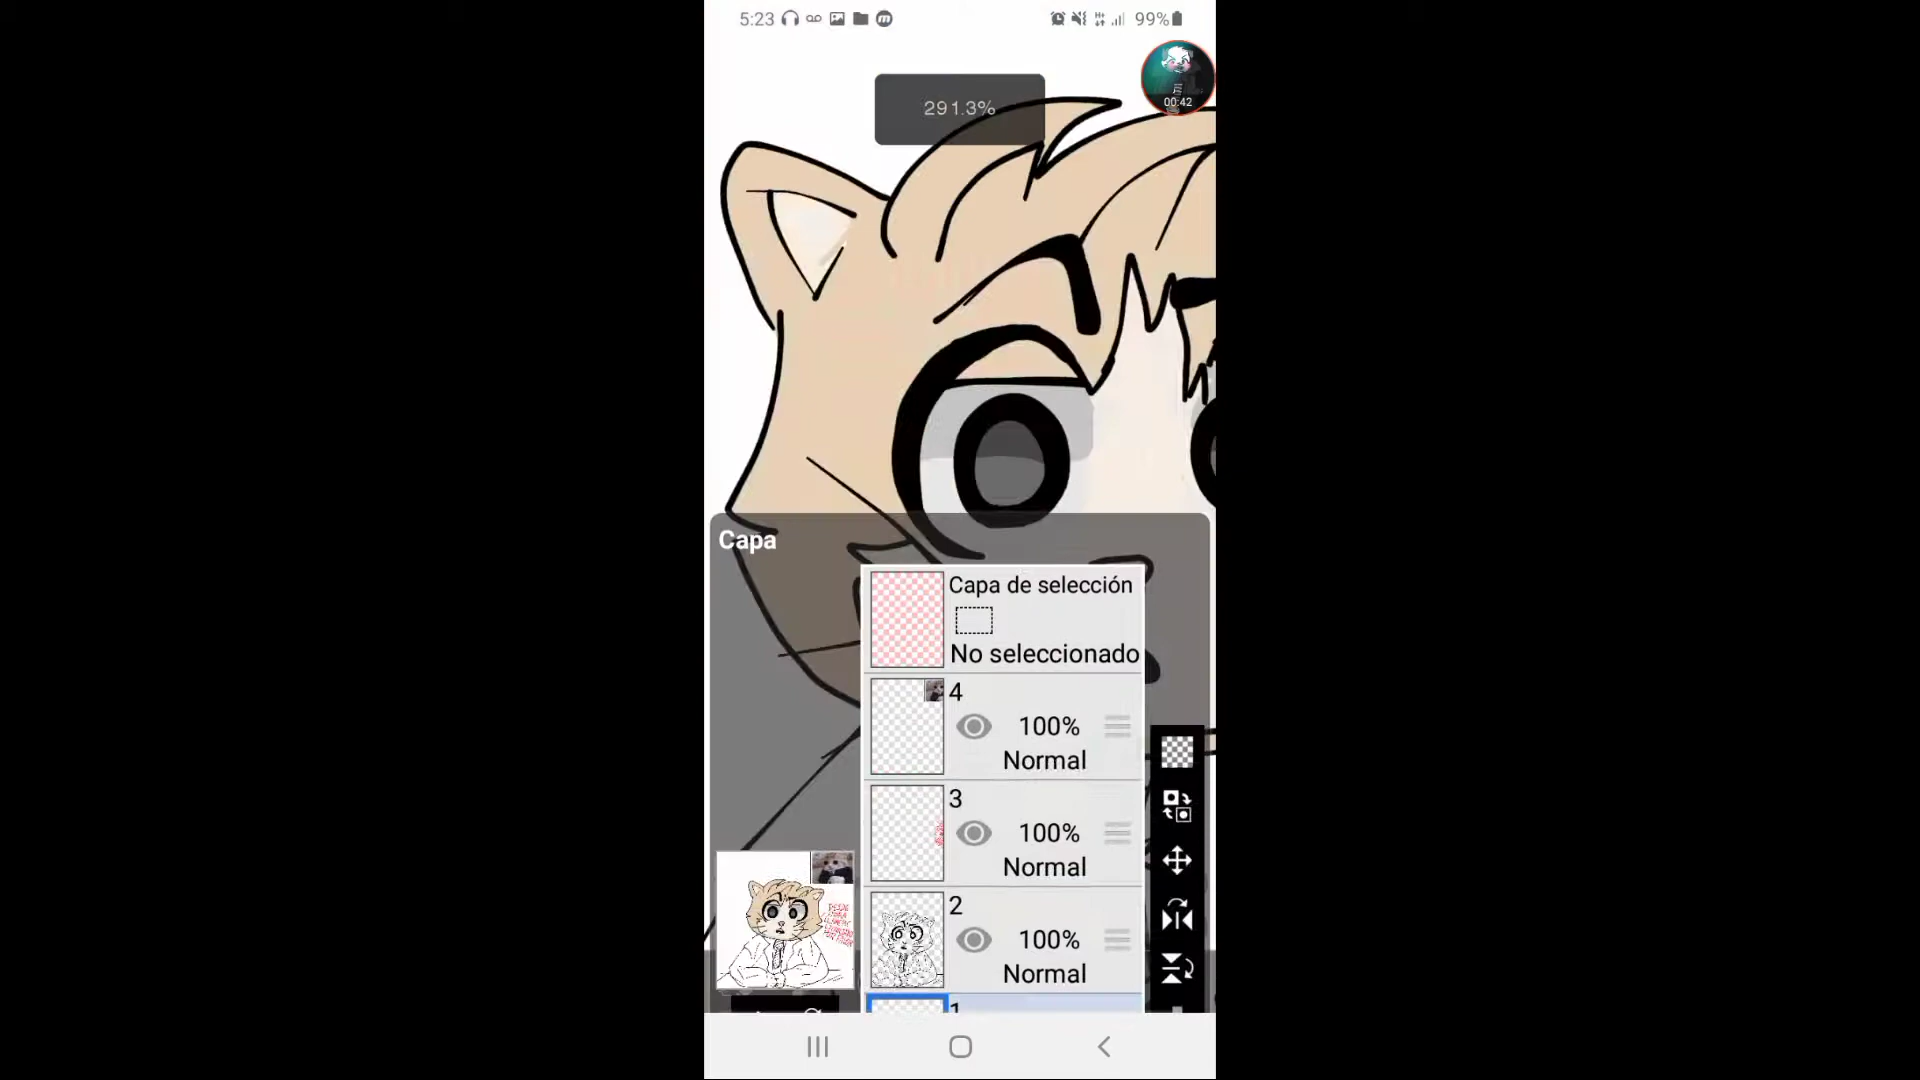 5:23
99%
00:42
291.3%
Capa
Capa de selección
No seleccionado
4
100%
Normal
3
100%
Normal
2
100%
Normal
1